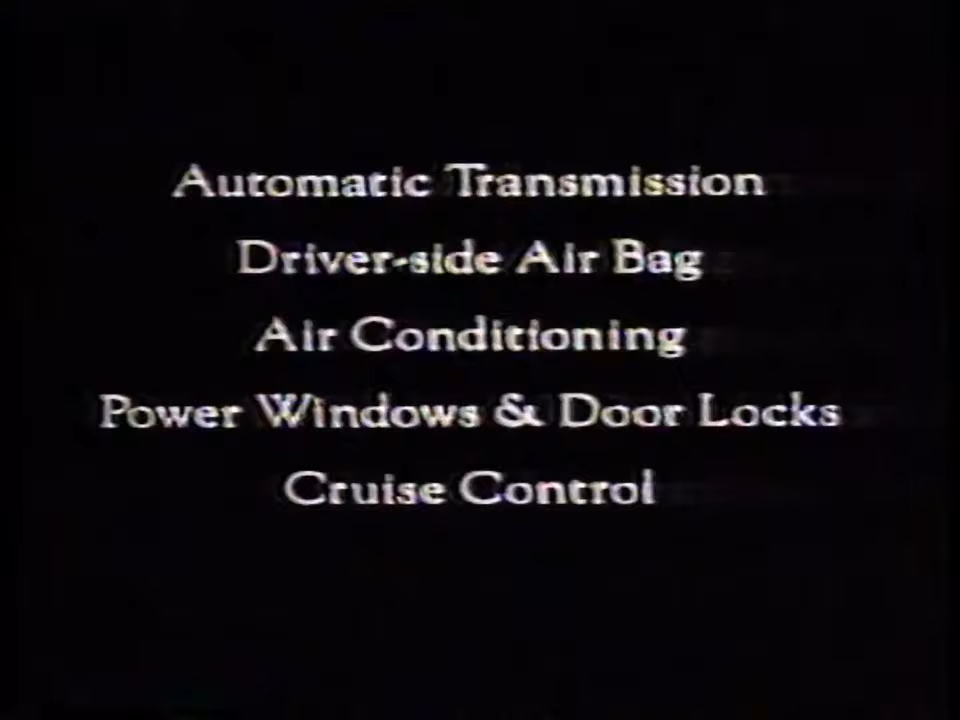 Automatic Transmission
Driver-side Air Bag
Air Conditioning
Power Windows & Door Locks
Cruise Control